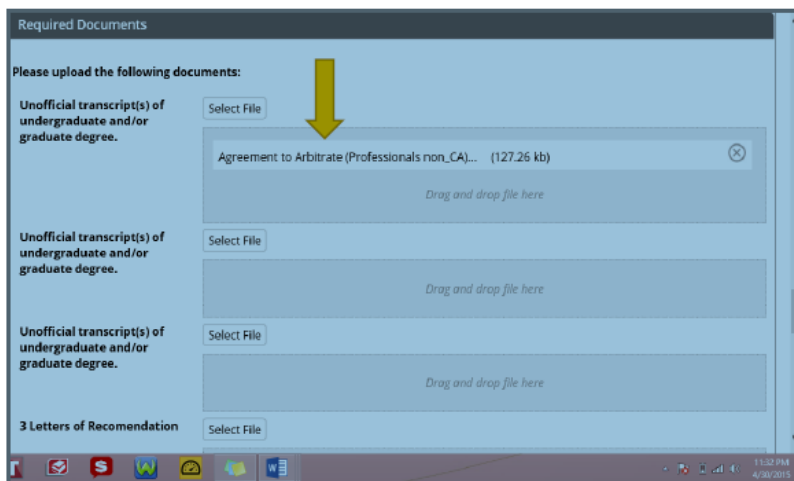 Required Documents
Please upload the following documents:
Unofficial transcript(s) of
undergraduate and/or
graduate degree.
Select File
Agreement to Arbitrate (Professionals non_CA)... (127.26 kb)
Drag and drop file here
Unofficial transcript(s) of
undergraduate and/or
graduate degree.
Select File
Drag and drop file here
Unofficial transcript(s) of
undergraduate and/or
graduate degree.
Select File
Drag and drop file here
3 Letters of Recomendation
Select File
S
W
W
11:32 PM
4/30/2015